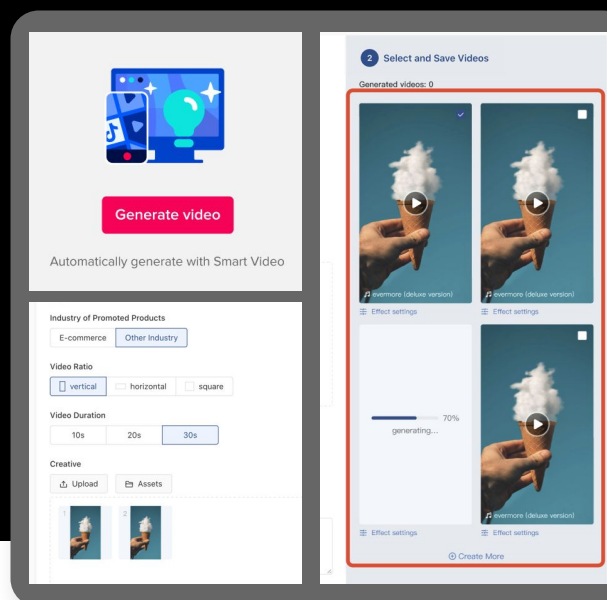 Generate video
Automatically generate with Smart Video
Industry of Promoted Products
E-commerce Other Industry
Video Ratio
vertical horizontal square
Video Duration
10s 20s 30s
Creative
Upload Assets
1 2
2 Select and Save Videos
Generated videos: 0
evermore (deluxe version) evermore (deluxe version)
Effect settings Effect settings
70%
generating...
evermore (deluxe version)
Effect settings Effect settings
Create More